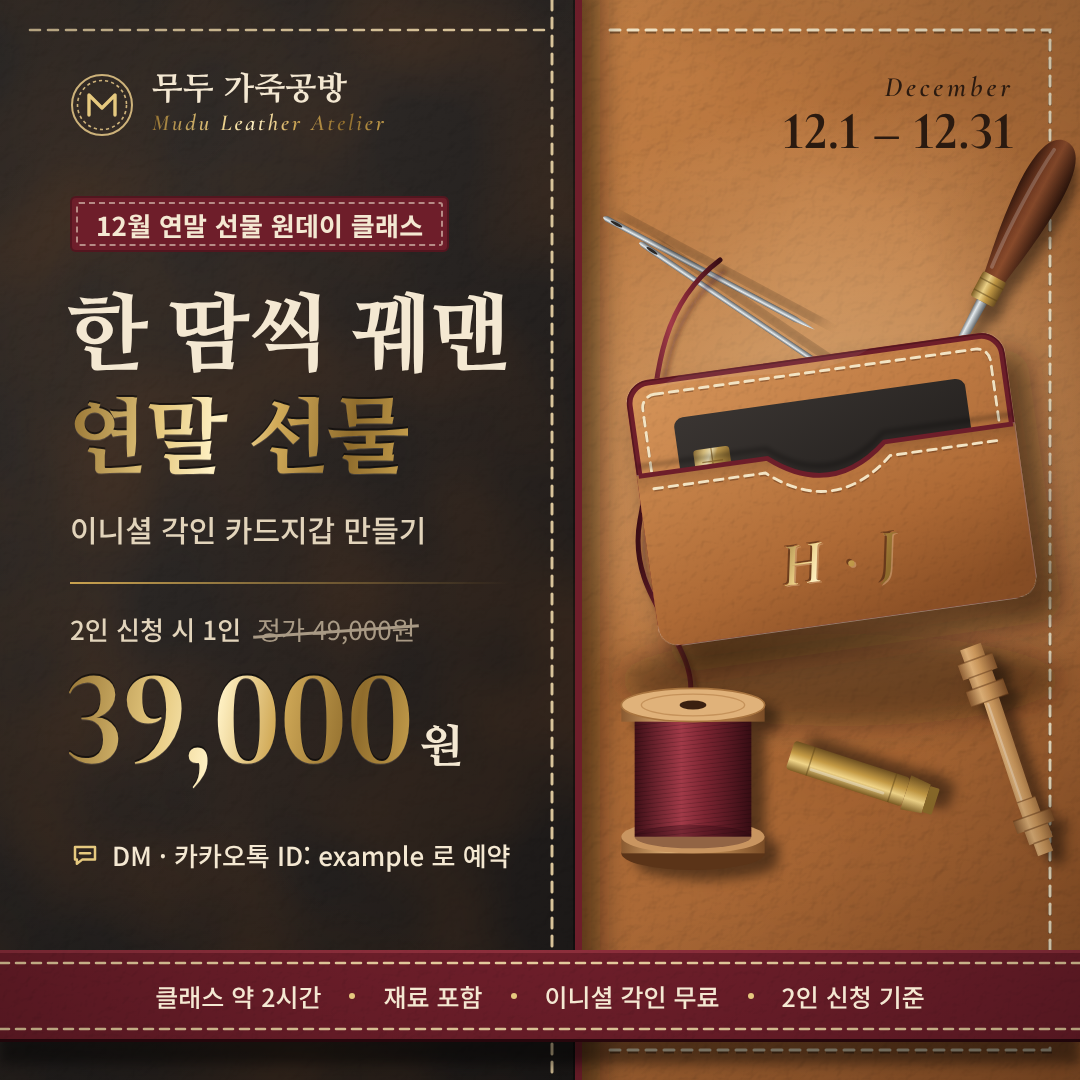 M
무두 가죽공방
Mudu Leather Atelier
December
12.1 – 12.31
12월 연말 선물 원데이 클래스
한 땀씩 꿰맨
연말 선물
이니셜 각인 카드지갑 만들기
2인 신청 시 1인 정가 49,000원
39,000원
DM · 카카오톡 ID: example 로 예약
H · J
클래스 약 2시간 • 재료 포함 • 이니셜 각인 무료 • 2인 신청 기준